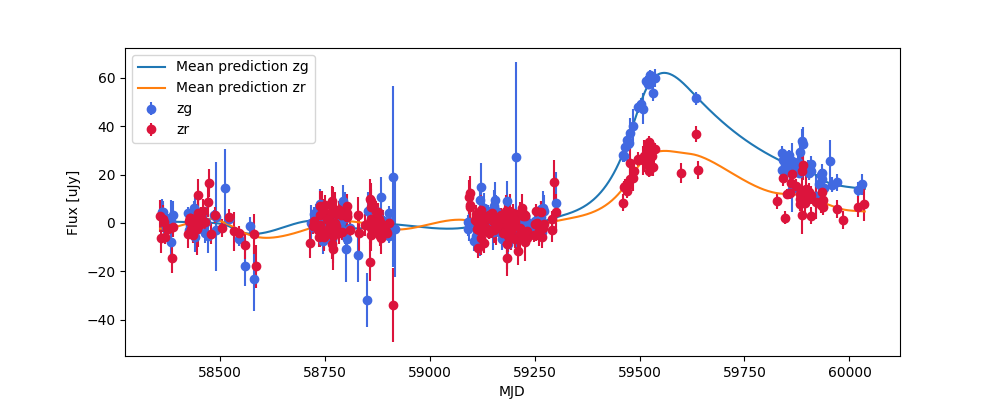 Mean prediction zg
Mean prediction zr
zg
zr
Flux [uJy]
60
40
20
0
−20
−40
58500
58750
59000
59250
59500
59750
60000
MJD